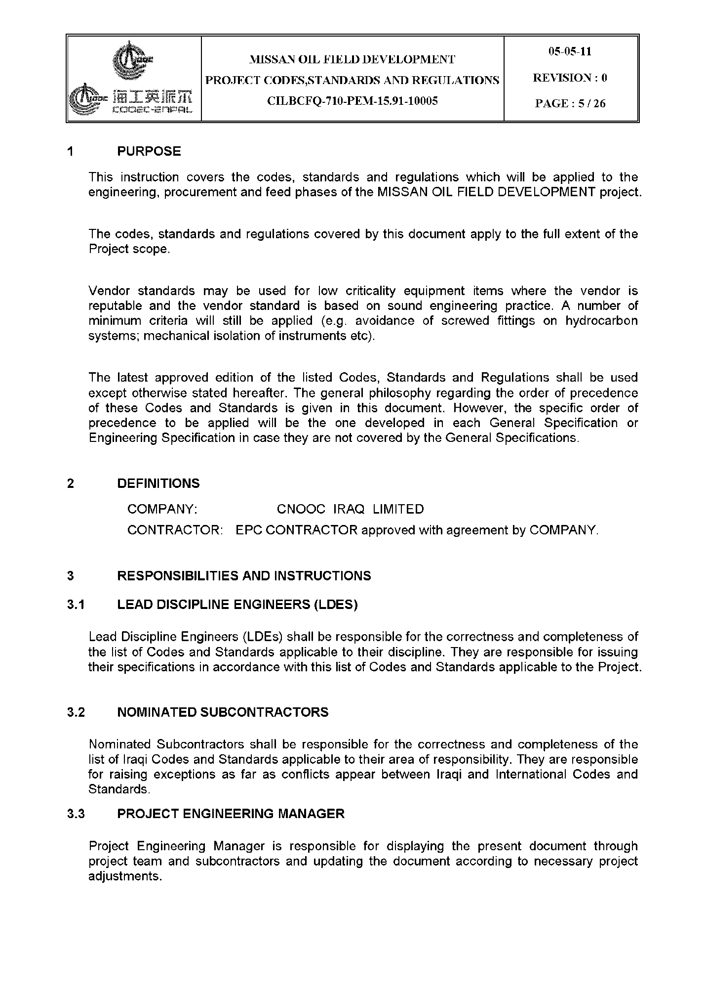 MISSAN OIL FIELD DEVELOPMENT
PROJECT CODES,STANDARDS AND REGULATIONS
CILBCFQ-710-PEM-15.91-10005
05-05-11
REVISION : 0
PAGE : 5 / 26
海工英派尔
COOEC-ENPAL
1 PURPOSE
This instruction covers the codes, standards and regulations which will be applied to the
engineering, procurement and feed phases of the MISSAN OIL FIELD DEVELOPMENT project.
The codes, standards and regulations covered by this document apply to the full extent of the
Project scope.
Vendor standards may be used for low criticality equipment items where the vendor is
reputable and the vendor standard is based on sound engineering practice. A number of
minimum criteria will still be applied (e.g. avoidance of screwed fittings on hydrocarbon
systems; mechanical isolation of instruments etc).
The latest approved edition of the listed Codes, Standards and Regulations shall be used
except otherwise stated hereafter. The general philosophy regarding the order of precedence
of these Codes and Standards is given in this document. However, the specific order of
precedence to be applied will be the one developed in each General Specification or
Engineering Specification in case they are not covered by the General Specifications.
2 DEFINITIONS
COMPANY: CNOOC IRAQ LIMITED
CONTRACTOR: EPC CONTRACTOR approved with agreement by COMPANY.
3 RESPONSIBILITIES AND INSTRUCTIONS
3.1 LEAD DISCIPLINE ENGINEERS (LDES)
Lead Discipline Engineers (LDEs) shall be responsible for the correctness and completeness of
the list of Codes and Standards applicable to their discipline. They are responsible for issuing
their specifications in accordance with this list of Codes and Standards applicable to the Project.
3.2 NOMINATED SUBCONTRACTORS
Nominated Subcontractors shall be responsible for the correctness and completeness of the
list of Iraqi Codes and Standards applicable to their area of responsibility. They are responsible
for raising exceptions as far as conflicts appear between Iraqi and International Codes and
Standards.
3.3 PROJECT ENGINEERING MANAGER
Project Engineering Manager is responsible for displaying the present document through
project team and subcontractors and updating the document according to necessary project
adjustments.